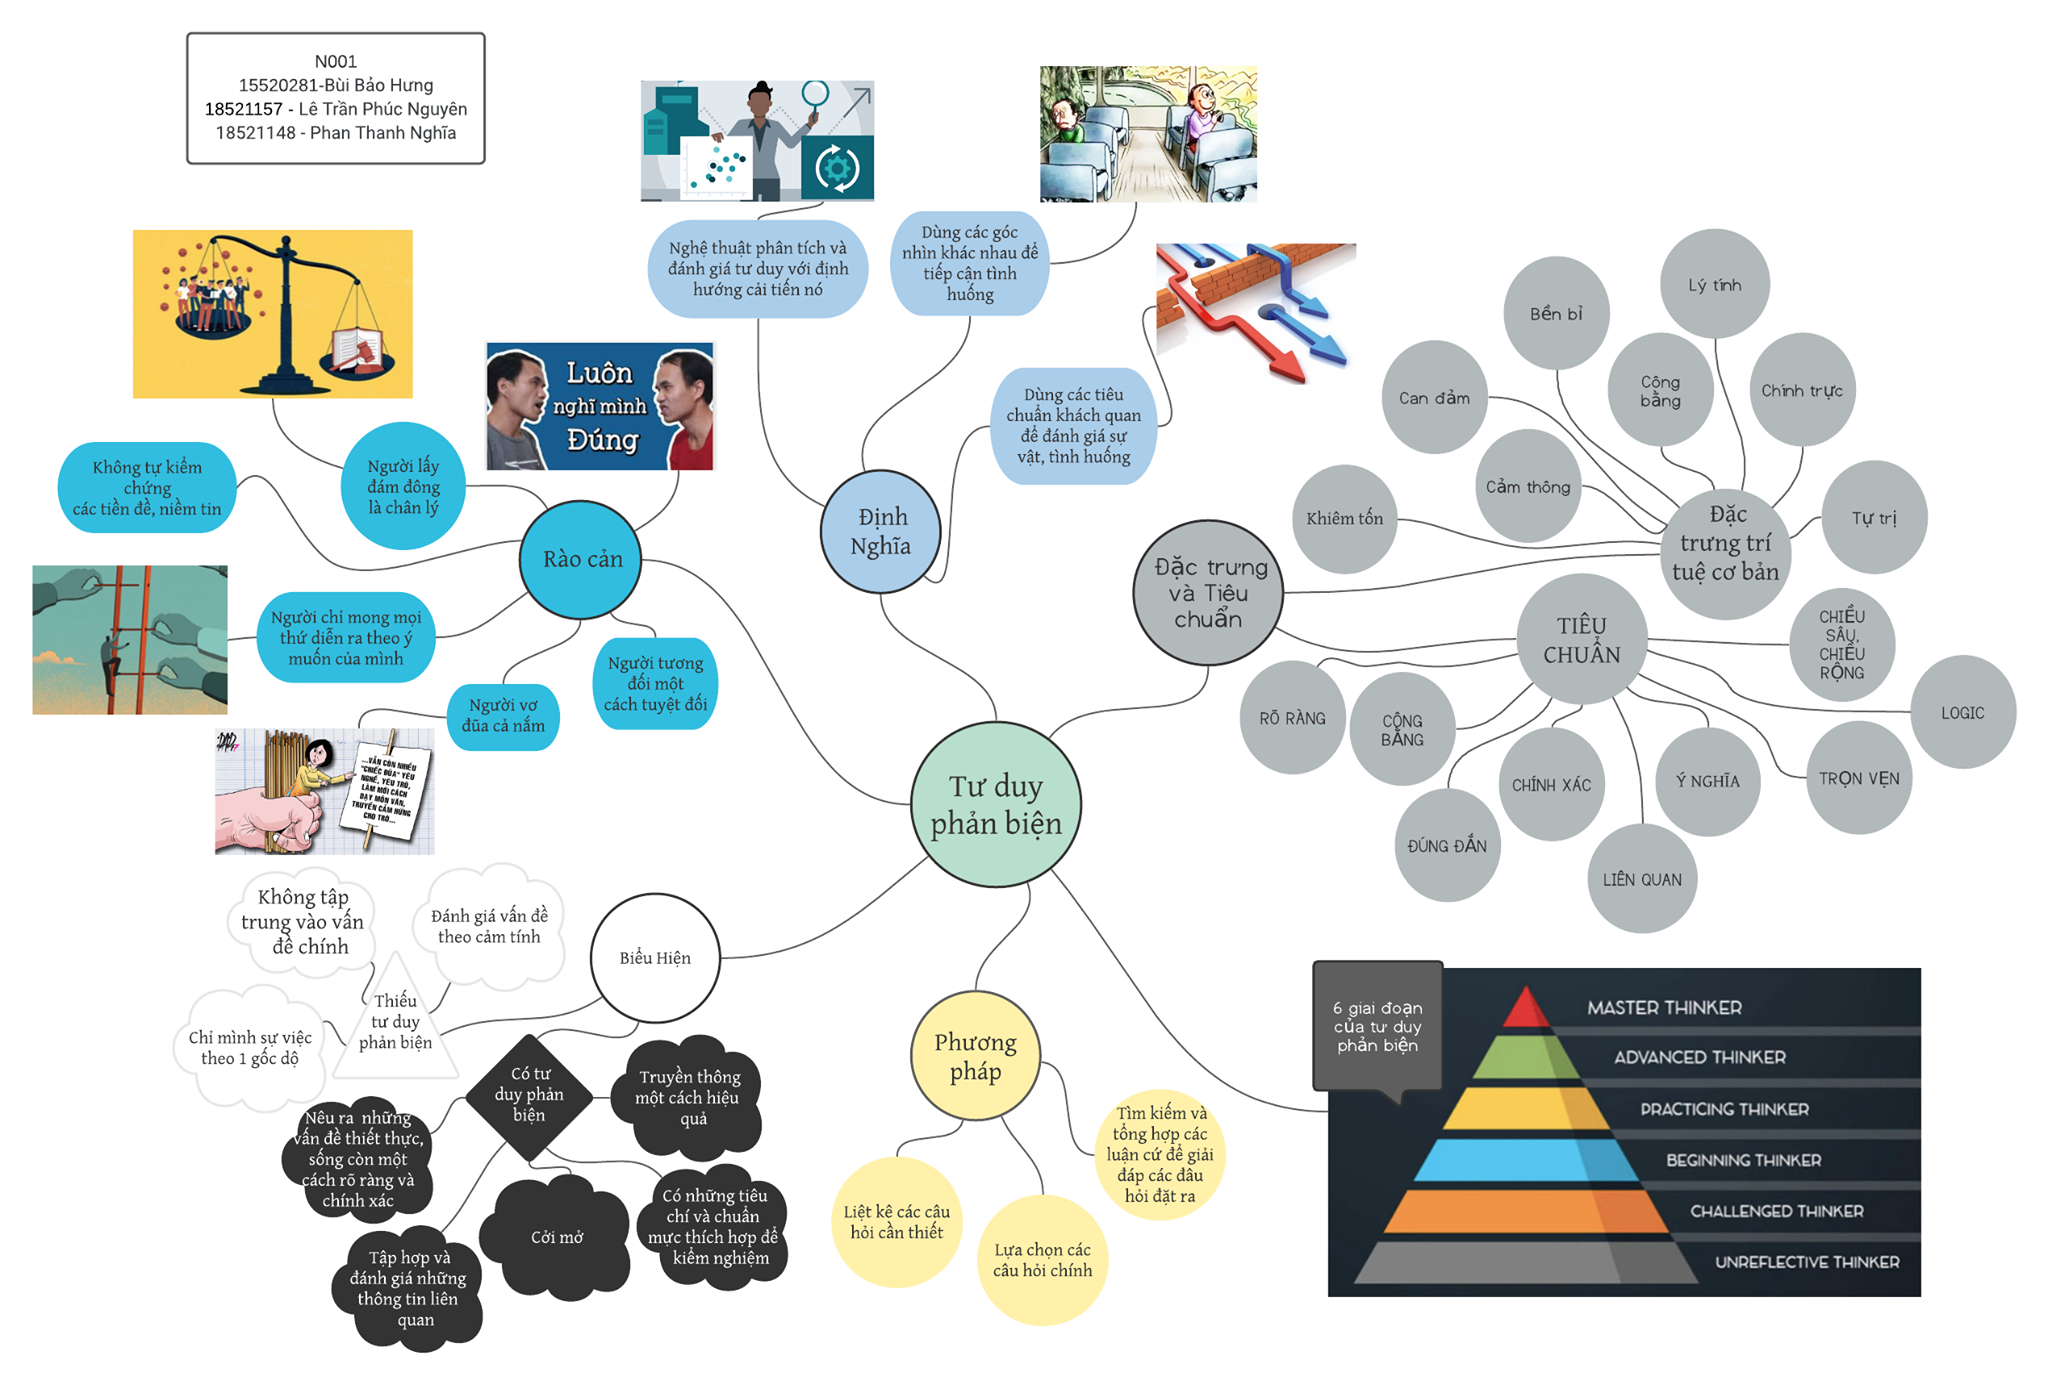 N001
15520281-Bùi Bảo Hưng
18521157 - Lê Trần Phúc Nguyên
18521148 - Phan Thanh Nghĩa
Nghệ thuật phân tích và
đánh giá tư duy với định
hướng cải tiến nó
Dùng các góc
nhìn khác nhau để
tiếp cận tình
huống
Dùng các tiêu
chuẩn khách quan
để đánh giá sự
vật, tình huống
Định
Nghĩa
Luôn
nghĩ mình
Đúng
Người lấy
đám đông
là chân lý
Không tự kiểm
chứng
các tiền đề, niềm tin
Rào cản
Người chỉ mong mọi
thứ diễn ra theo ý
muốn của mình
Người vơ
đũa cả nắm
Người tương
đối một
cách tuyệt đối
DAD
...VẪN CÒN NHIỀU
"CHIẾC ĐŨA" YÊU
NGHỀ, YÊU TRÒ,
LÀM MỚI CÁCH
DẠY MÔN VĂN,
TRUYỀN CẢM HỨNG
CHO TRÒ...
Tư duy
phản biện
Đặc trưng
và Tiêu
chuẩn
Đặc
trưng trí
tuệ cơ bản
Lý tính
Bền bỉ
Công
bằng
Chính trực
Can đảm
Cảm thông
Khiêm tốn
Tự trị
TIÊU
CHUẨN
CHIỀU
SÂU,
CHIỀU
RỘNG
LOGIC
RÕ RÀNG
CÔNG
BẰNG
CHÍNH XÁC
Ý NGHĨA
TRỌN VẸN
ĐÚNG ĐẮN
LIÊN QUAN
Biểu Hiện
Không tập
trung vào vấn
đề chính
Đánh giá vấn đề
theo cảm tính
Thiếu
tư duy
phản biện
Chỉ mình sự việc
theo 1 gốc dộ
Có tư
duy phản
biện
Truyền thông
một cách hiệu
quả
Nêu ra  những
vấn đề thiết thực,
sống còn một
cách rõ ràng và
chính xác
Tập hợp và
đánh giá những
thông tin liên
quan
Cởi mở
Có những tiêu
chí và chuẩn
mực thích hợp để
kiểm nghiệm
Phương
pháp
Tìm kiếm và
tổng hợp các
luận cứ để giải
đáp các đâu
hỏi đặt ra
Liệt kê các câu
hỏi cần thiết
Lựa chọn các
câu hỏi chính
6 giai đoạn
của tư duy
phản biện
MASTER THINKER
ADVANCED THINKER
PRACTICING THINKER
BEGINNING THINKER
CHALLENGED THINKER
UNREFLECTIVE THINKER